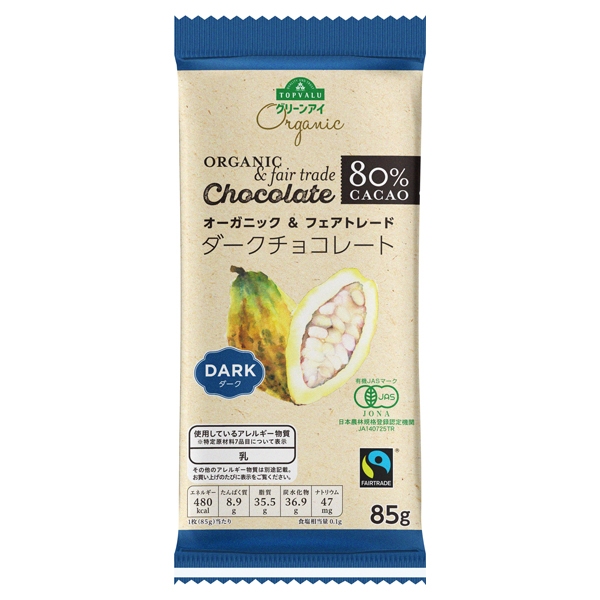 TOPVALU
グリーンアイ
Organic
ORGANIC
& fair trade
Chocolate
80%
CACAO
オーガニック & フェアトレード
ダークチョコレート
DARK
ダーク
有機JASマーク
JAS
JONA
日本農林規格登録認定機関
JA140725TR
使用しているアレルギー物質
※特定原材料7品目について表示
乳
その他のアレルギー物質は別途記載。
お買い上げのたびに表示をご覧ください。
エネルギー たんぱく質 脂質 炭水化物 ナトリウム
480 kcal 8.9 g 35.5 g 36.9 g 47 mg
1枚(85g)当たり 食塩相当量 0.1g
FAIRTRADE
85g